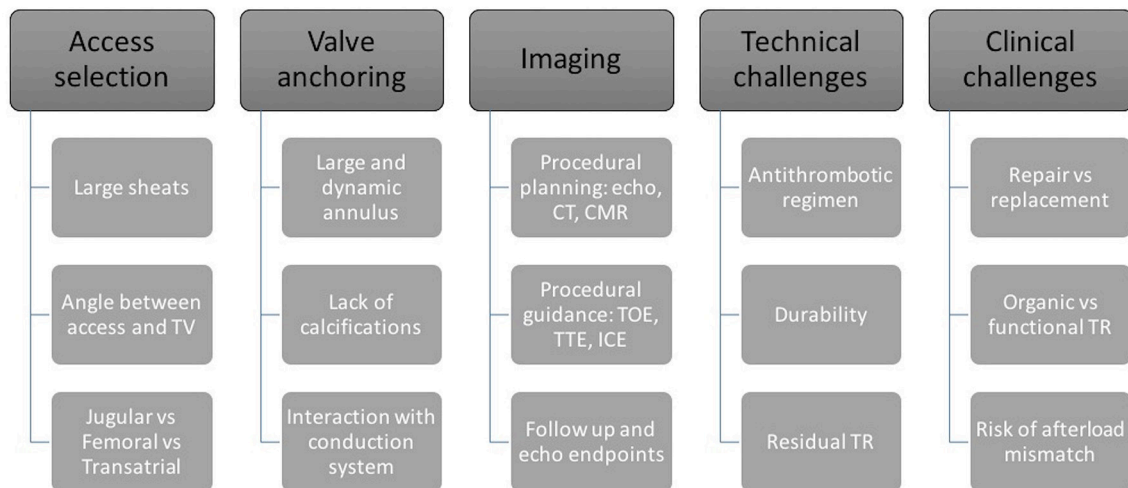 Access
selection
Large sheats
Angle between
access and TV
Jugular vs
Femoral vs
Transatrial
Valve
anchoring
Large and
dynamic
annulus
Lack of
calcifications
Interaction with
conduction
system
Imaging
Procedural
planning: echo,
CT, CMR
Procedural
guidance: TOE,
TTE, ICE
Follow up and
echo endpoints
Technical
challenges
Antithrombotic
regimen
Durability
Residual TR
Clinical
challenges
Repair vs
replacement
Organic vs
functional TR
Risk of afterload
mismatch